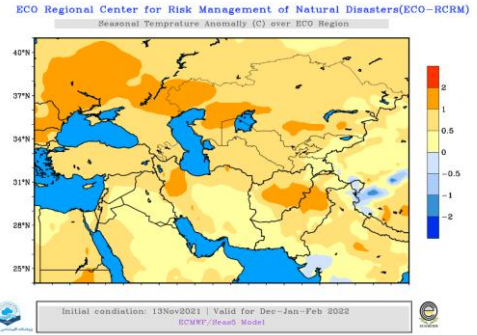 ECO Regional Center for Risk Management of Natural Disasters(ECO-RCRM)
Seasonal Temprature Anomaly (C) over ECO Region
40°N
37°N
34°N
31°N
28°N
25°N
2
1
0.5
0
-0.5
-1
-2
Initial condiation: 13Nov2021 | Valid for Dec-Jan-Feb 2022
ECMWF/Seas5 Model